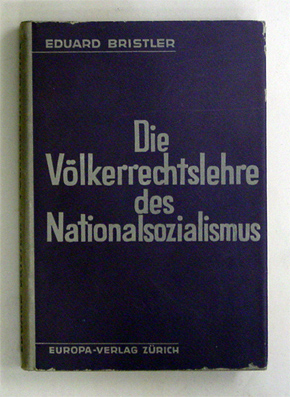 EDUARD BRISTLER
Die
Völkerrechtslehre
des
Nationalsozialismus
EUROPA-VERLAG ZÜRICH